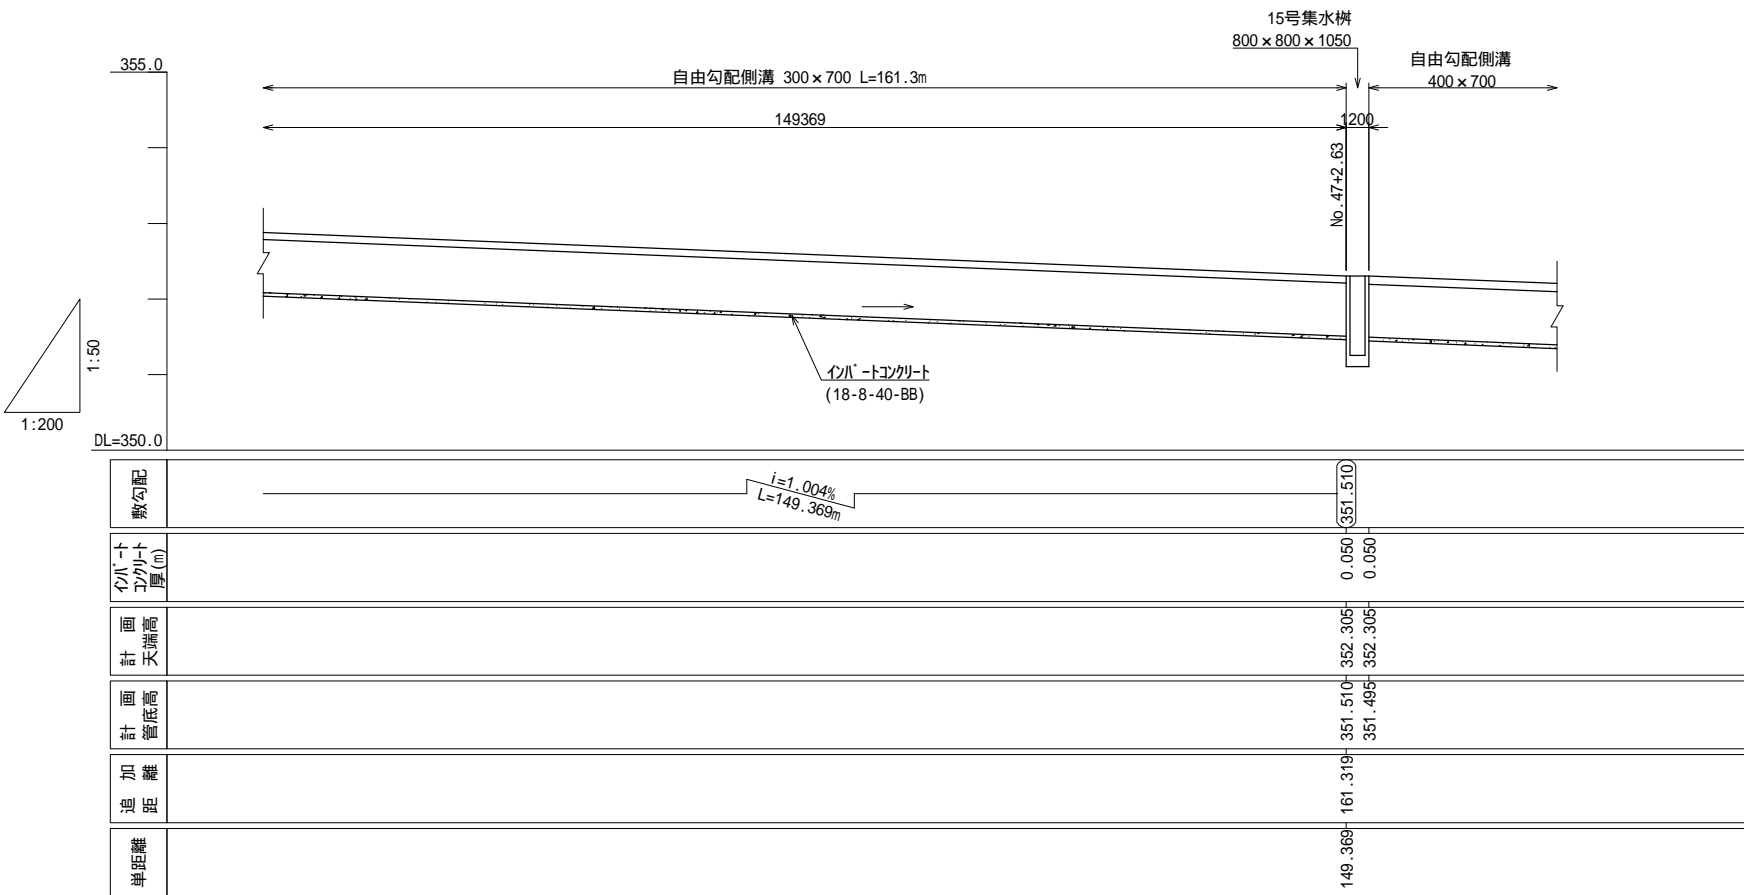 15号集水桝
800×800×1050
自由勾配側溝
400×700
355.0
自由勾配側溝 300×700 L=161.3m
149369
1200
No.47+2.63
1:50
1:200
インバートコンクリート
(18-8-40-BB)
DL=350.0
敷勾配
i=1.004%
L=149.369m
351.510
インバート
コンクリート
厚(m)
0.050
0.050
計画
天端高
352.305
352.305
計画
管底高
351.510
351.495
追加
距離
161.319
単距離
149.369